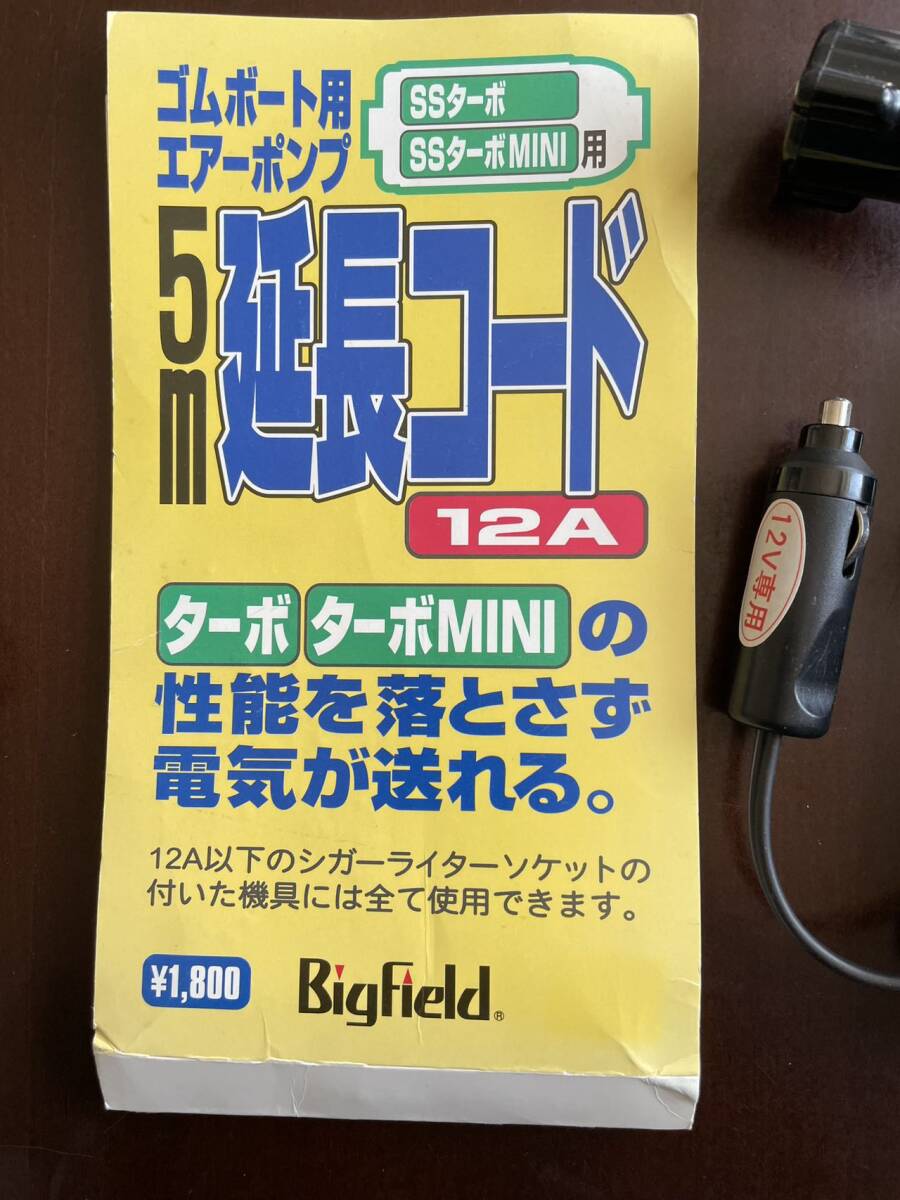 ゴムボート用
エアーポンプ
SSターボ
SSターボMINI用
5m
延長コード
12A
ターボ ターボMINI の
性能を落とさず
電気が送れる。
12A以下のシガーライターソケットの
付いた機具には全て使用できます。
¥1,800
Bigfield®
12V専用